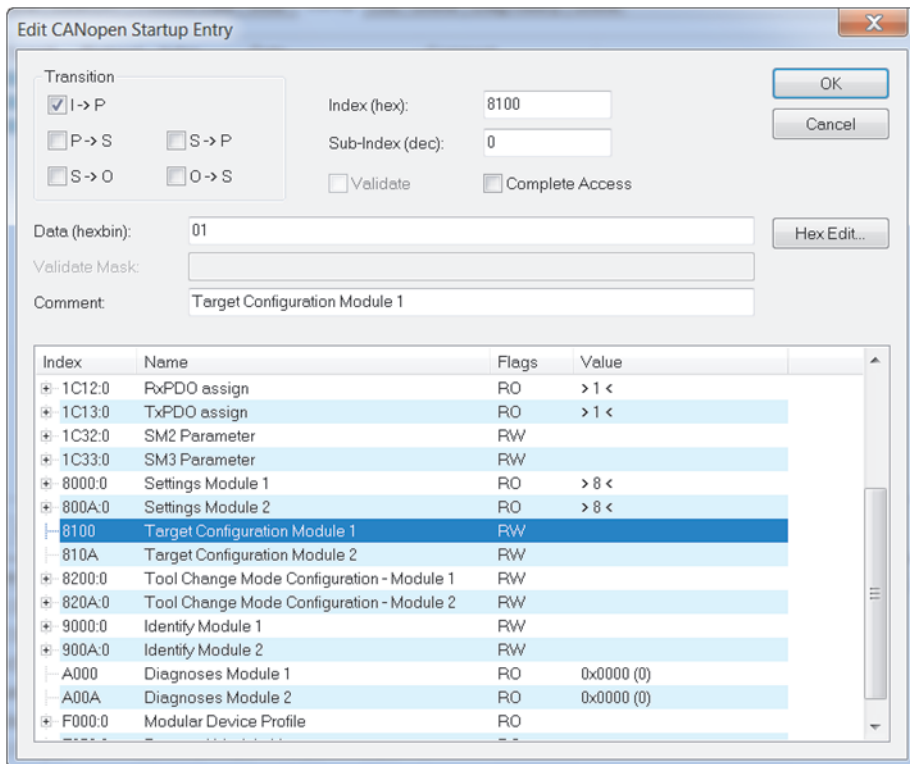 Edit CANopen Startup Entry
Transition
I -> P
P -> S
S -> P
S -> O
O -> S
Index (hex): 8100
Sub-Index (dec): 0
Validate
Complete Access
OK
Cancel
Data (hexbin): 01
Hex Edit...
Validate Mask:
Comment: Target Configuration Module 1
Index Name Flags Value
1C12:0 RxPDO assign RO > 1 <
1C13:0 TxPDO assign RO > 1 <
1C32:0 SM2 Parameter RW
1C33:0 SM3 Parameter RW
8000:0 Settings Module 1 RO > 8 <
800A:0 Settings Module 2 RO > 8 <
8100 Target Configuration Module 1 RW
810A Target Configuration Module 2 RW
8200:0 Tool Change Mode Configuration - Module 1 RW
820A:0 Tool Change Mode Configuration - Module 2 RW
9000:0 Identify Module 1 RW
900A:0 Identify Module 2 RW
A000 Diagnoses Module 1 RO 0x0000 (0)
A00A Diagnoses Module 2 RO 0x0000 (0)
F000:0 Modular Device Profile RO